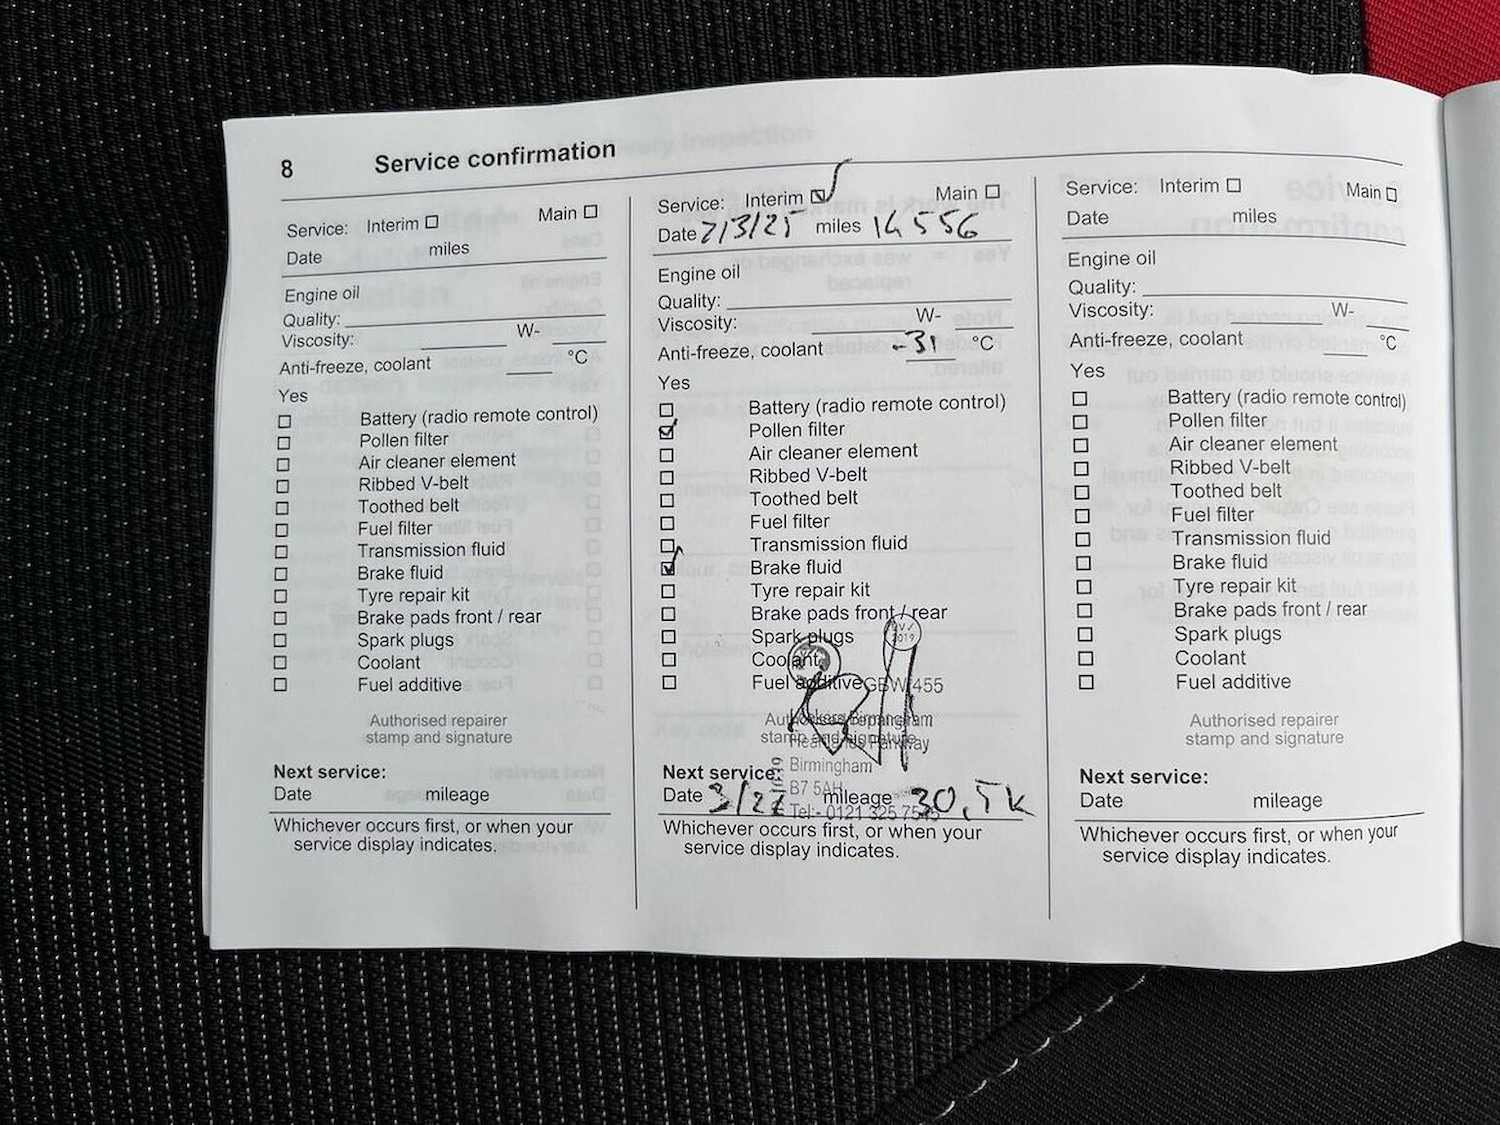 8 Service confirmation
Service: Interim Main
Date miles
Engine oil
Quality:
Viscosity: W-
Anti-freeze, coolant °C
Yes
Battery (radio remote control)
Pollen filter
Air cleaner element
Ribbed V-belt
Toothed belt
Fuel filter
Transmission fluid
Brake fluid
Tyre repair kit
Brake pads front / rear
Spark plugs
Coolant
Fuel additive
Authorised repairer
stamp and signature
Next service:
Date mileage
Whichever occurs first, or when your
service display indicates.
Service: Interim Main
Date 7/3/25 miles 14556
Engine oil
Quality:
Viscosity: W-
Anti-freeze, coolant -31 °C
Yes
Battery (radio remote control)
Pollen filter
Air cleaner element
Ribbed V-belt
Toothed belt
Fuel filter
Transmission fluid
Brake fluid
Tyre repair kit
Brake pads front / rear
Spark plugs
2019
Coolant
Fuel additive GBW 455
Authorised repairer
Birmingham
stamp and signature
Parkway
Birmingham
Next service:
B7 5AH
Date mileage 30,5K
Tel:- 0121 325
Whichever occurs first, or when your
service display indicates.
Service: Interim Main
Date miles
Engine oil
Quality:
Viscosity: W-
Anti-freeze, coolant °C
Yes
Battery (radio remote control)
Pollen filter
Air cleaner element
Ribbed V-belt
Toothed belt
Fuel filter
Transmission fluid
Brake fluid
Tyre repair kit
Brake pads front / rear
Spark plugs
Coolant
Fuel additive
Authorised repairer
stamp and signature
Next service:
Date mileage
Whichever occurs first, or when your
service display indicates.